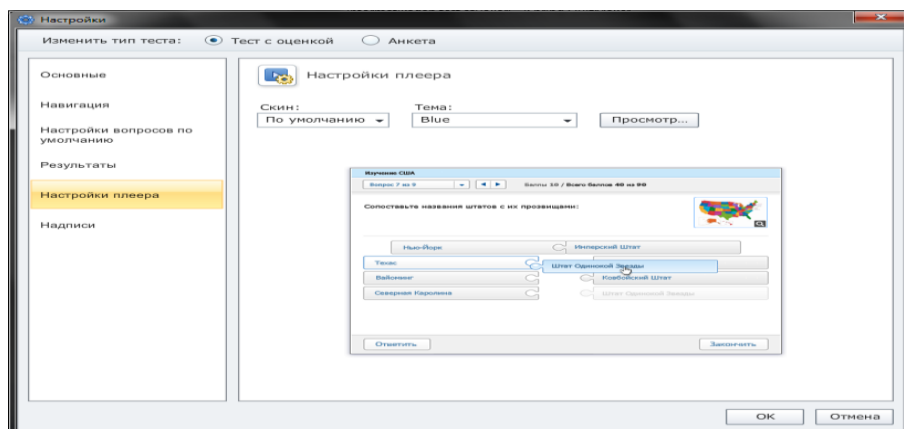 Настройки
Изменить тип теста: Тест с оценкой Анкета
Основные
Навигация
Настройки вопросов по
умолчанию
Результаты
Настройки плеера
Надписи
Настройки плеера
Скин: Тема:
По умолчанию Blue Просмотр...
Изучение США
Вопрос 7 из 9 Баллы 10 / Всего баллов 40 из 90
Сопоставьте названия штатов с их прозвищами:
Нью-Йорк Имперский Штат
Техас Штат Одинокой Звезды
Вайоминг Ковбойский Штат
Северная Каролина Штат Одинокой Звезды
Ответить Закончить
OK Отмена